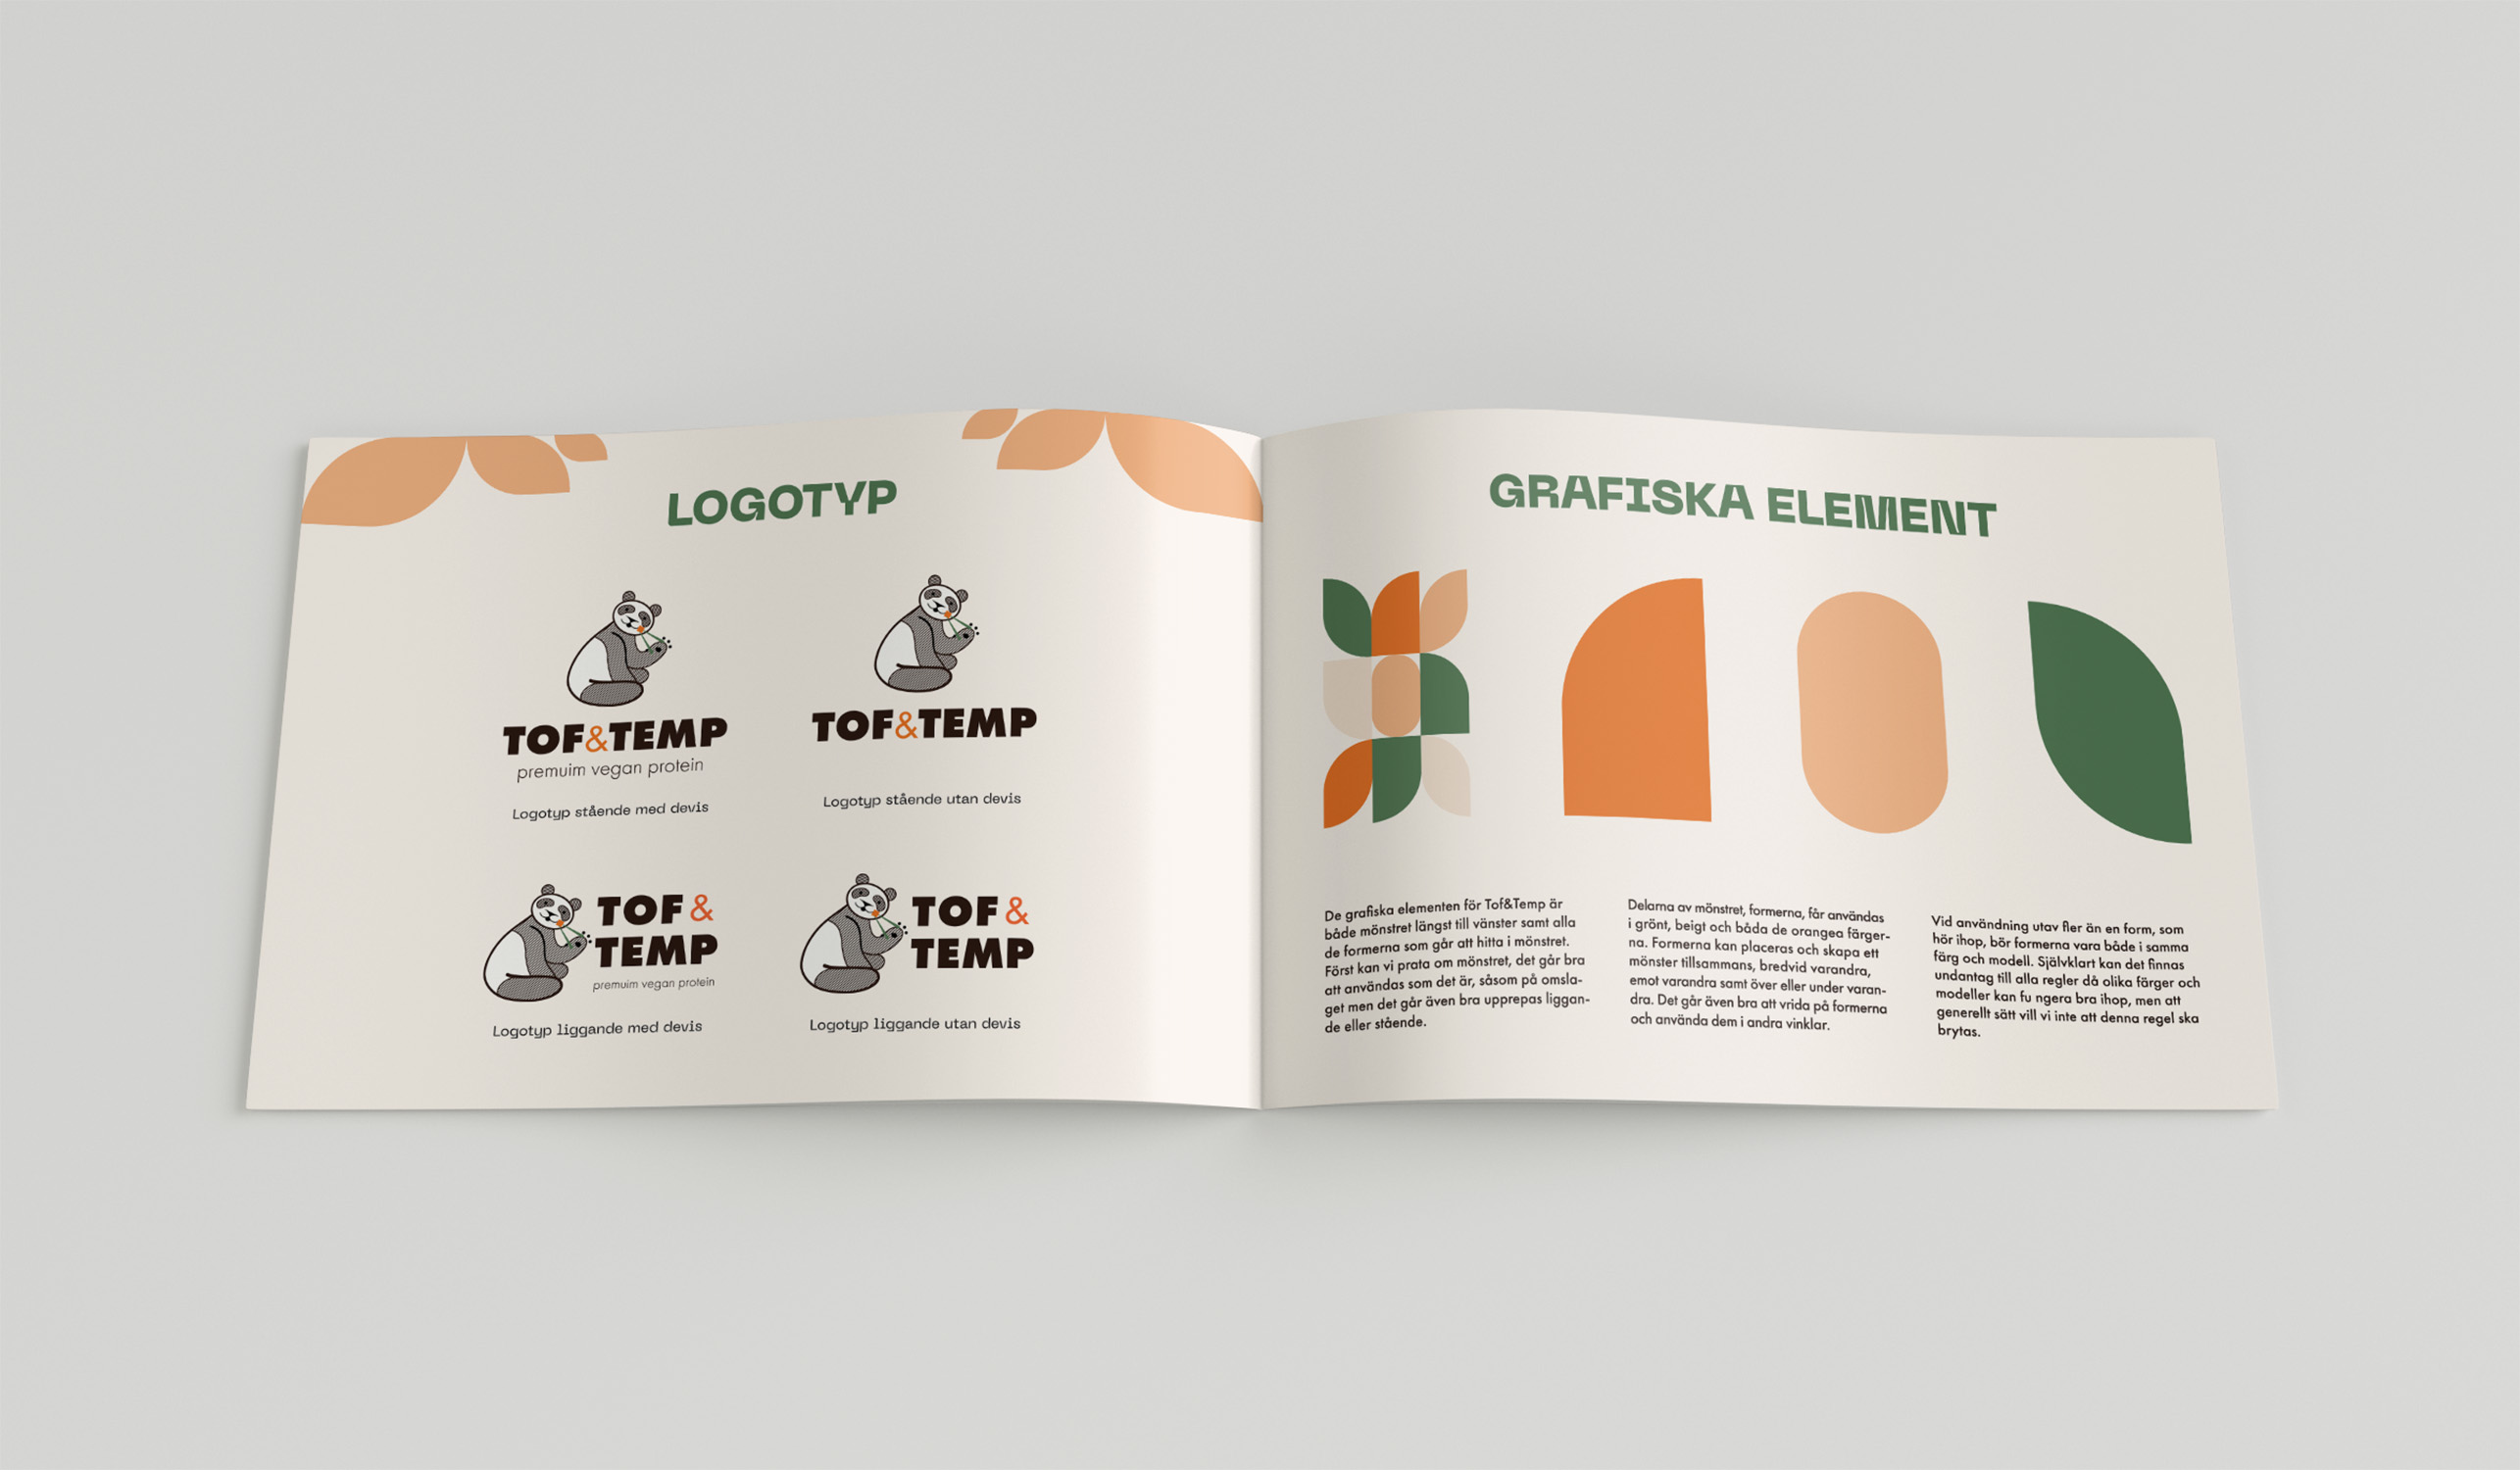 LOGOTYP
TOF&TEMP
premuim vegan protein
Logotyp stående med devis
TOF&TEMP
Logotyp stående utan devis
TOF &
TEMP
premuim vegan protein
Logotyp liggande med devis
TOF &
TEMP
Logotyp liggande utan devis
GRAFISKA ELEMENT
De grafiska elementen för Tof&Temp är
både mönstret längst till vänster samt alla
de formerna som går att hitta i mönstret.
Först kan vi prata om mönstret, det går bra
att användas som det är, såsom på omsla-
get men det går även bra upprepas liggan-
de eller stående.
Delarna av mönstret, formerna, får användas
i grönt, beigt och båda de orangea färger-
na. Formerna kan placeras och skapa ett
mönster tillsammans, bredvid varandra,
emot varandra samt över eller under varan-
dra. Det går även bra att vrida på formerna
och använda dem i andra vinklar.
Vid användning utav fler än en form, som
hör ihop, bör formerna vara både i samma
färg och modell. Självklart kan det finnas
undantag till alla regler då olika färger och
modeller kan fu ngera bra ihop, men att
generellt sätt vill vi inte att denna regel ska
brytas.